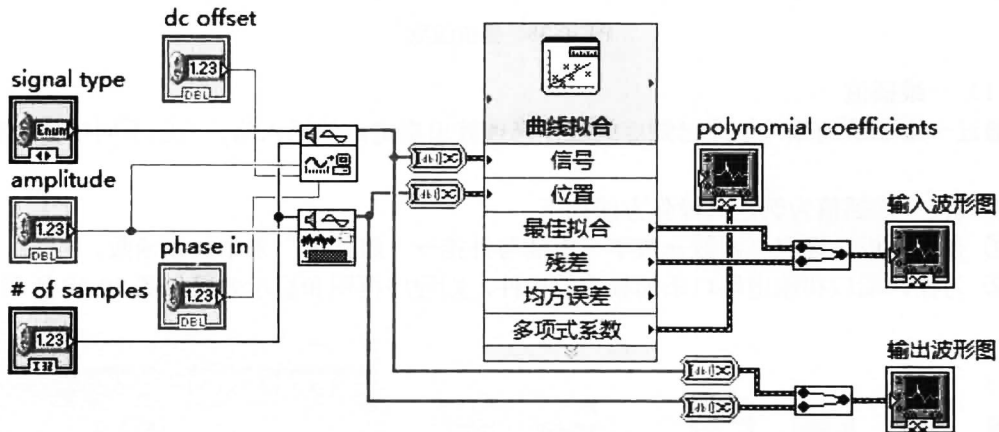 dc offset
1.23
DBL
signal type
Enum
amplitude
1.23
DBL
phase in
1.23
DBL
# of samples
1.23
I32
曲线拟合
信号
位置
最佳拟合
残差
均方误差
多项式系数
polynomial coefficients
输入波形图
输出波形图